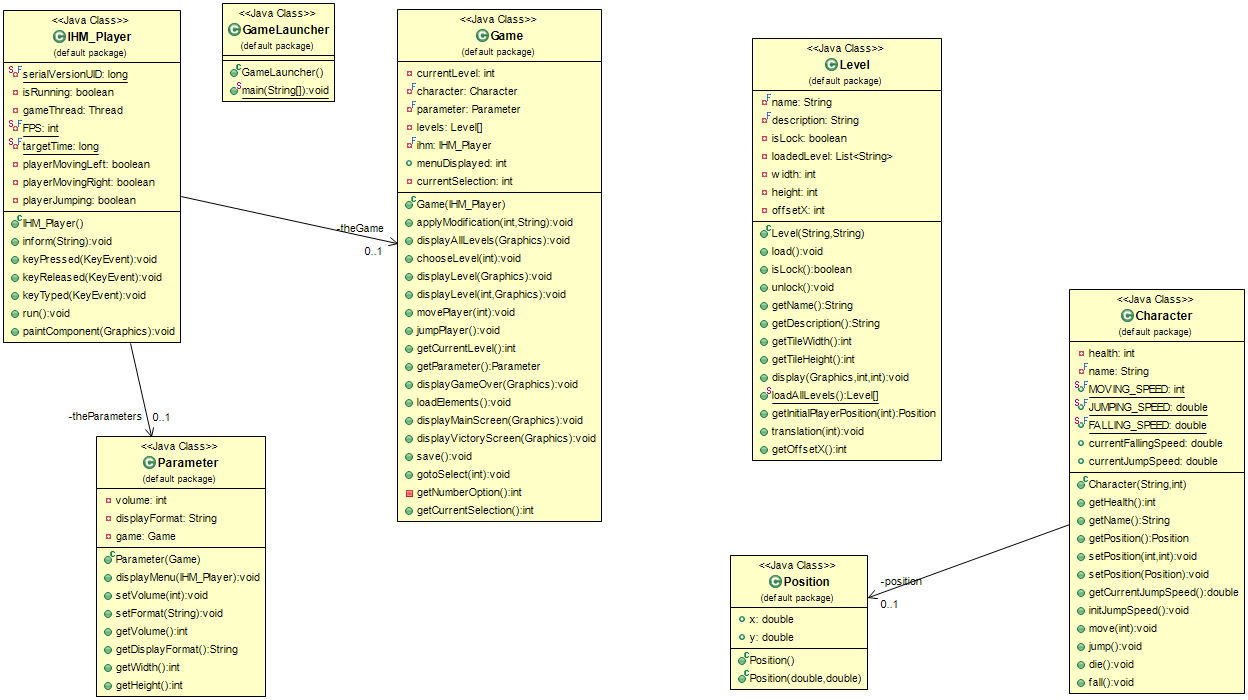 <<Java Class>>
IHM_Player
(default package)
serialVersionUID: long
isRunning: boolean
gameThread: Thread
FPS: int
targetTime: long
playerMovingLeft: boolean
playerMovingRight: boolean
playerJumping: boolean
IHM_Player()
inform(String):void
keyPressed(KeyEvent):void
keyReleased(KeyEvent):void
keyTyped(KeyEvent):void
run():void
paintComponent(Graphics):void
<<Java Class>>
GameLauncher
(default package)
GameLauncher()
main(String[]):void
<<Java Class>>
Game
(default package)
currentLevel: int
character: Character
parameter: Parameter
levels: Level[]
ihm: IHM_Player
menuDisplayed: int
currentSelection: int
Game(IHM_Player)
applyModification(int,String):void
displayAllLevels(Graphics):void
chooseLevel(int):void
displayLevel(Graphics):void
displayLevel(int,Graphics):void
movePlayer(int):void
jumpPlayer():void
getCurrentLevel():int
getParameter():Parameter
displayGameOver(Graphics):void
loadElements():void
displayMainScreen(Graphics):void
displayVictoryScreen(Graphics):void
save():void
gotoSelect(int):void
getNumberOption():int
getCurrentSelection():int
-theGame
0..1
-theParameters
0..1
<<Java Class>>
Parameter
(default package)
volume: int
displayFormat: String
game: Game
Parameter(Game)
displayMenu(IHM_Player):void
setVolume(int):void
setFormat(String):void
getVolume():int
getDisplayFormat():String
getWidth():int
getHeight():int
<<Java Class>>
Level
(default package)
name: String
description: String
isLock: boolean
loadedLevel: List<String>
width: int
height: int
offsetX: int
Level(String,String)
load():void
isLock():boolean
unlock():void
getName():String
getDescription():String
getTileWidth():int
getTileHeight():int
display(Graphics,int,int):void
loadAllLevels():Level[]
getInitialPlayerPosition(int):Position
translation(int):void
getOffsetX():int
<<Java Class>>
Character
(default package)
health: int
name: String
MOVING_SPEED: int
JUMPING_SPEED: double
FALLING_SPEED: double
currentFallingSpeed: double
currentJumpSpeed: double
Character(String,int)
getHealth():int
getName():String
getPosition():Position
setPosition(int,int):void
setPosition(Position):void
getCurrentJumpSpeed():double
initJumpSpeed():void
move(int):void
jump():void
die():void
fall():void
-position
0..1
<<Java Class>>
Position
(default package)
x: double
y: double
Position()
Position(double,double)